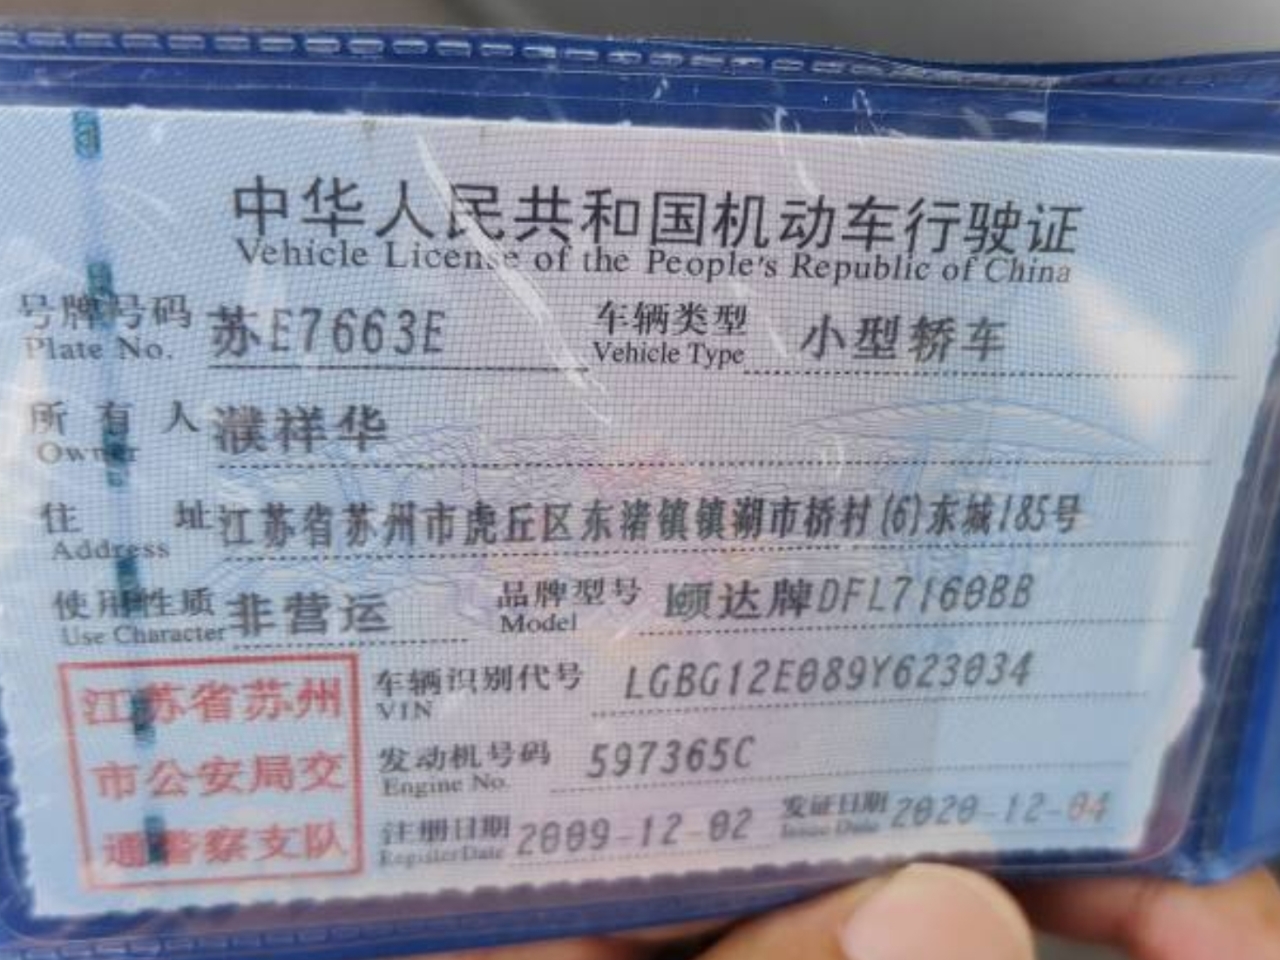 中华人民共和国机动车行驶证
Vehicle License of the People's Republic of China
号牌号码 苏E7663E 车辆类型 小型轿车
Plate No. Vehicle Type
所有人 濮祥华
Owner
住址 江苏省苏州市虎丘区东渚镇镇湖市桥村(6)东城185号
Address
使用性质 非营运 品牌型号 颐达牌DFL7160BB
Use Character Model
车辆识别代号 LGBG12E089Y623034
VIN
发动机号码 597365C
Engine No.
注册日期 2009-12-02 发证日期 2020-12-04
Register Date Issue Date
江苏省苏州
市公安局交
通警察支队